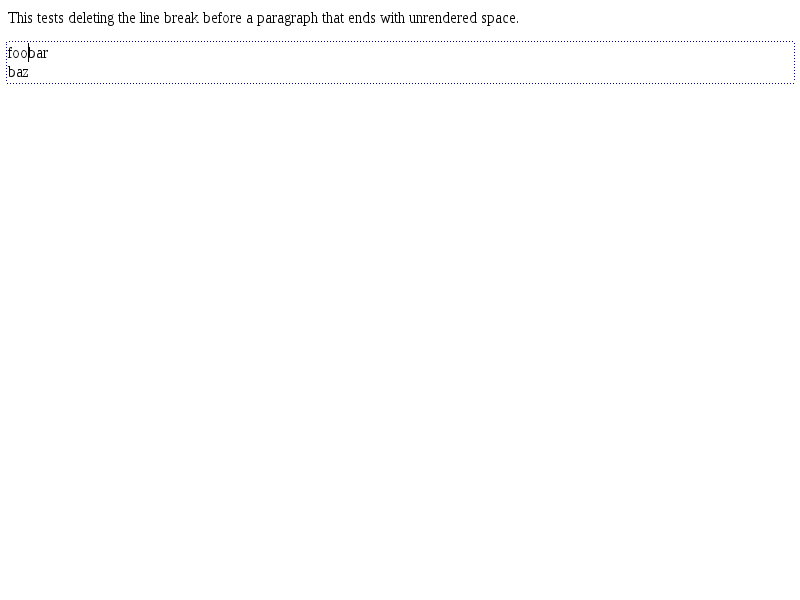 This tests deleting the line break before a paragraph that ends with unrendered space.
foobar
baz